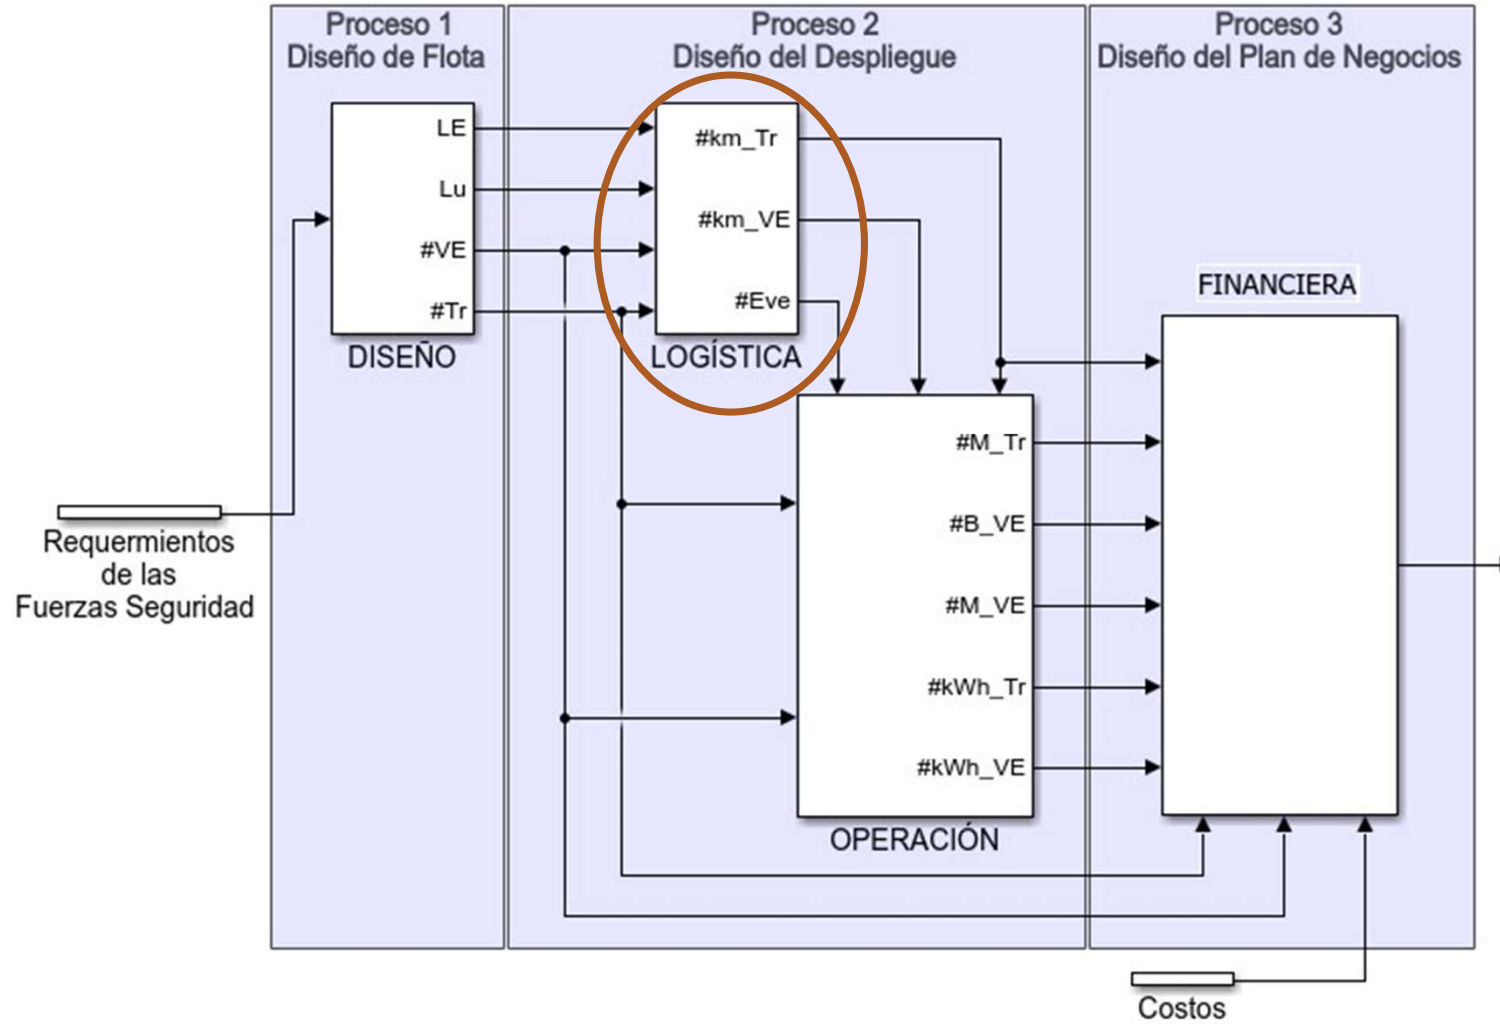 Proceso 1
Diseño de Flota
Proceso 2
Diseño del Despliegue
Proceso 3
Diseño del Plan de Negocios
LE
Lu
#VE
#Tr
DISEÑO
#km_Tr
#km_VE
#Eve
LOGÍSTICA
FINANCIERA
#M_Tr
#B_VE
#M_VE
#kWh_Tr
#kWh_VE
OPERACIÓN
Requermientos
de las
Fuerzas Seguridad
Costos